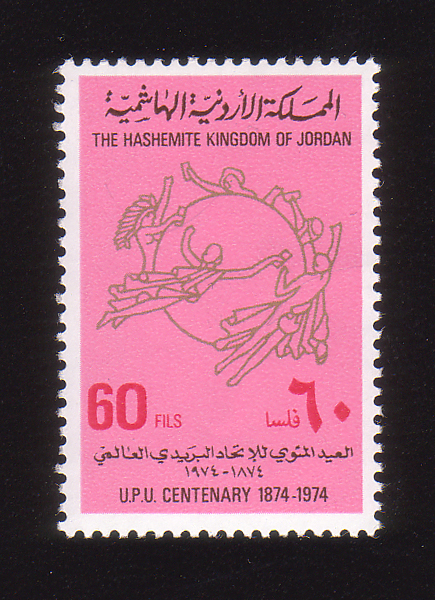 المملكة الأردنية الهاشمية
THE HASHEMITE KINGDOM OF JORDAN
60 FILS
٦٠ فلسا
العيد المئوي للاتحاد البريدي العالمي
١٨٧٤-١٩٧٤
U.P.U. CENTENARY 1874-1974